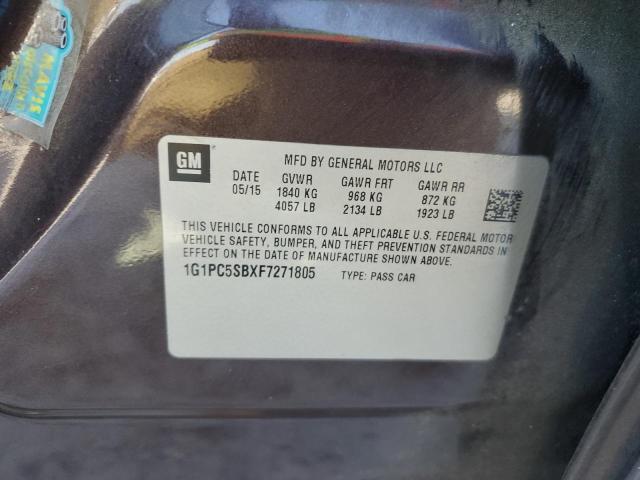 MAVIS
GM
MFD BY GENERAL MOTORS LLC
DATE GVWR GAWR FRT GAWR RR
05/15 1840 KG 968 KG 872 KG
4057 LB 2134 LB 1923 LB
THIS VEHICLE CONFORMS TO ALL APPLICABLE U.S. FEDERAL MOTOR
VEHICLE SAFETY, BUMPER, AND THEFT PREVENTION STANDARDS IN
EFFECT ON THE DATE OF MANUFACTURE SHOWN ABOVE.
1G1PC5SBXF7271805 TYPE: PASS CAR